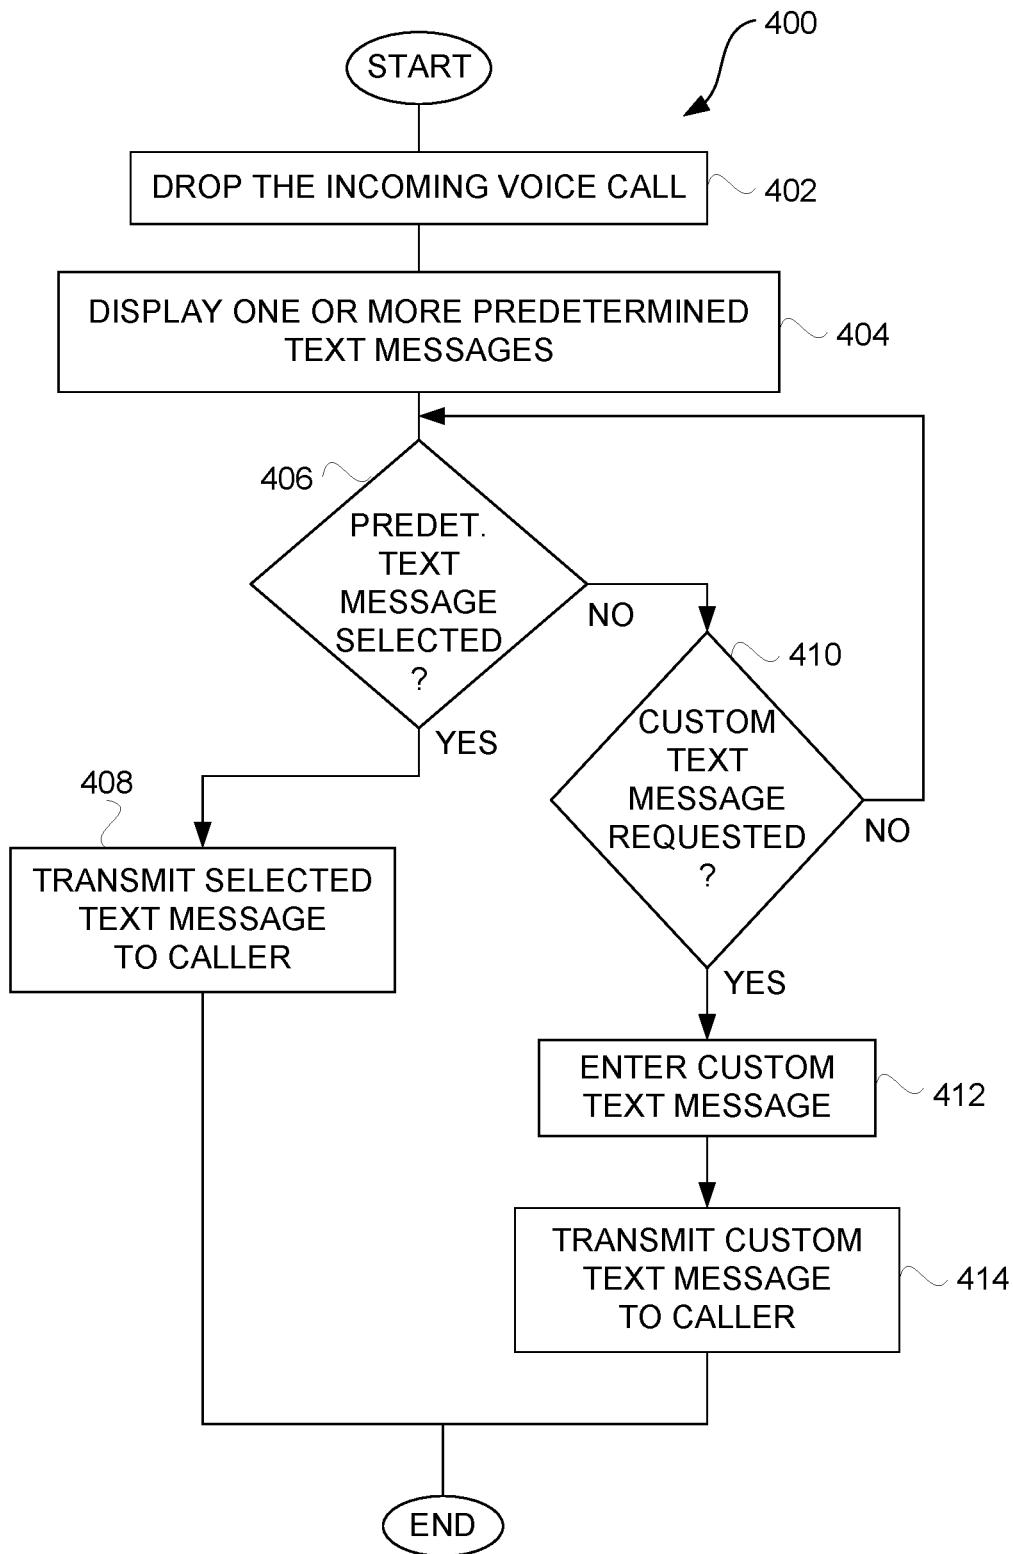 400
START
DROP THE INCOMING VOICE CALL
402
DISPLAY ONE OR MORE PREDETERMINED
TEXT MESSAGES
404
406
PREDET.
TEXT
MESSAGE
SELECTED
?
NO
YES
410
CUSTOM
TEXT
MESSAGE
REQUESTED
?
NO
YES
408
TRANSMIT SELECTED
TEXT MESSAGE
TO CALLER
ENTER CUSTOM
TEXT MESSAGE
412
TRANSMIT CUSTOM
TEXT MESSAGE
TO CALLER
414
END